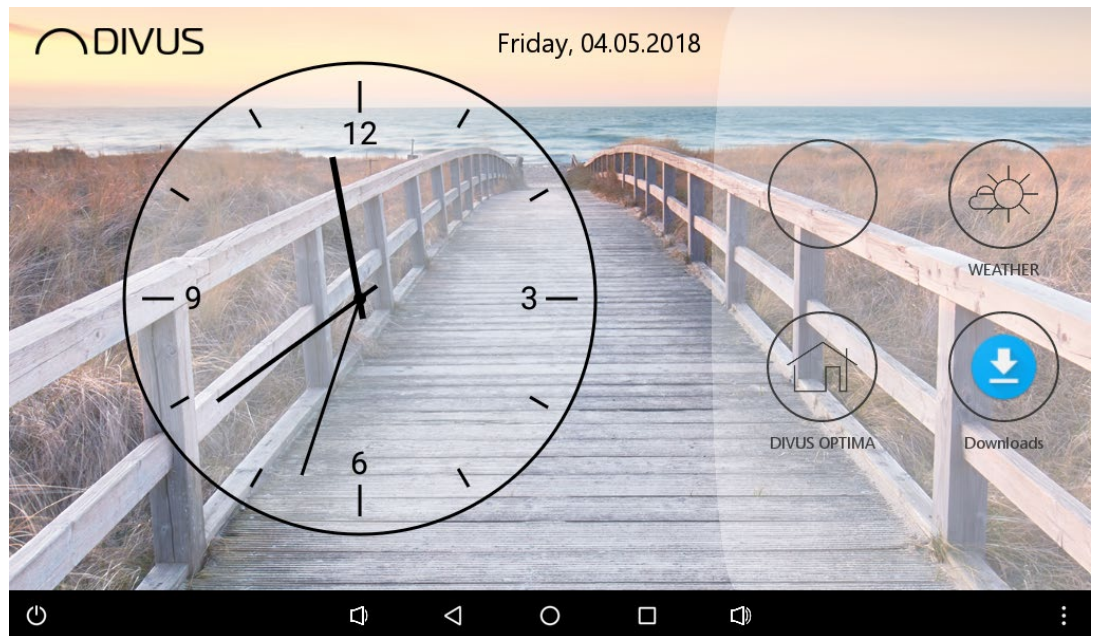 DIVUS
Friday, 04.05.2018
12
9
3
6
WEATHER
DIVUS OPTIMA
Downloads